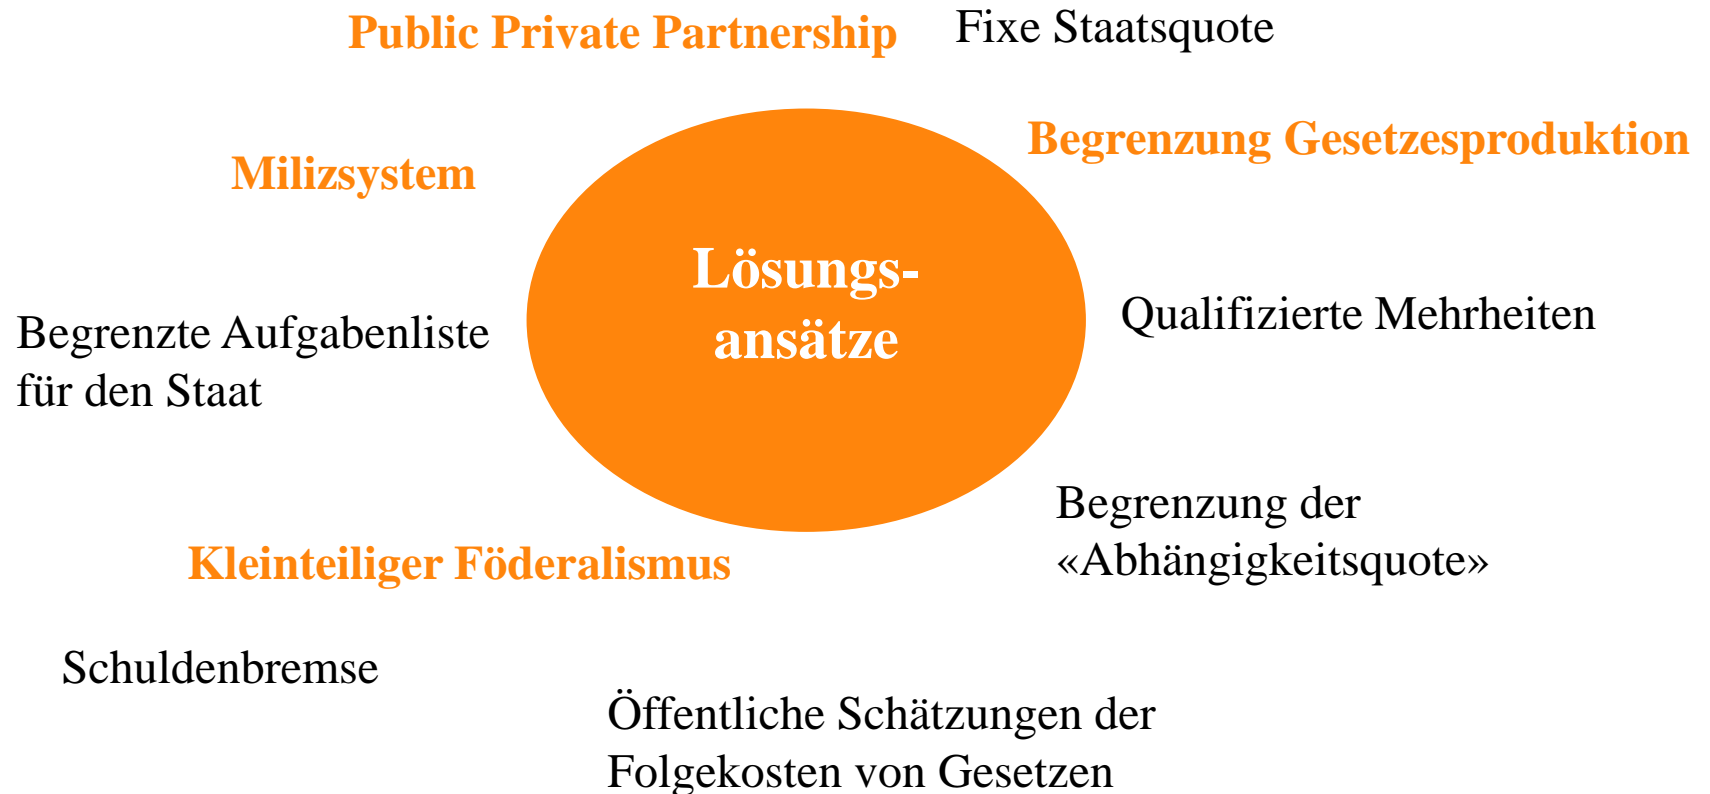 Public Private Partnership
Fixe Staatsquote
Begrenzung Gesetzesproduktion
Milizsystem
Lösungs-
ansätze
Qualifizierte Mehrheiten
Begrenzte Aufgabenliste
für den Staat
Begrenzung der
«Abhängigkeitsquote»
Kleinteiliger Föderalismus
Schuldenbremse
Öffentliche Schätzungen der
Folgekosten von Gesetzen